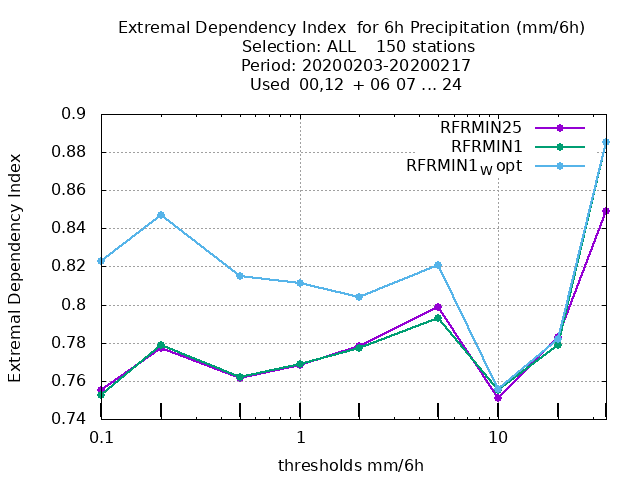 Extremal Dependency Index  for 6h Precipitation (mm/6h)
Selection: ALL    150 stations
Period: 20200203-20200217
Used  00,12  + 06 07 ... 24
RFRMIN25
RFRMIN1
RFRMIN1W opt
Extremal Dependency Index
0.9
0.88
0.86
0.84
0.82
0.8
0.78
0.76
0.74
0.1
1
10
thresholds mm/6h